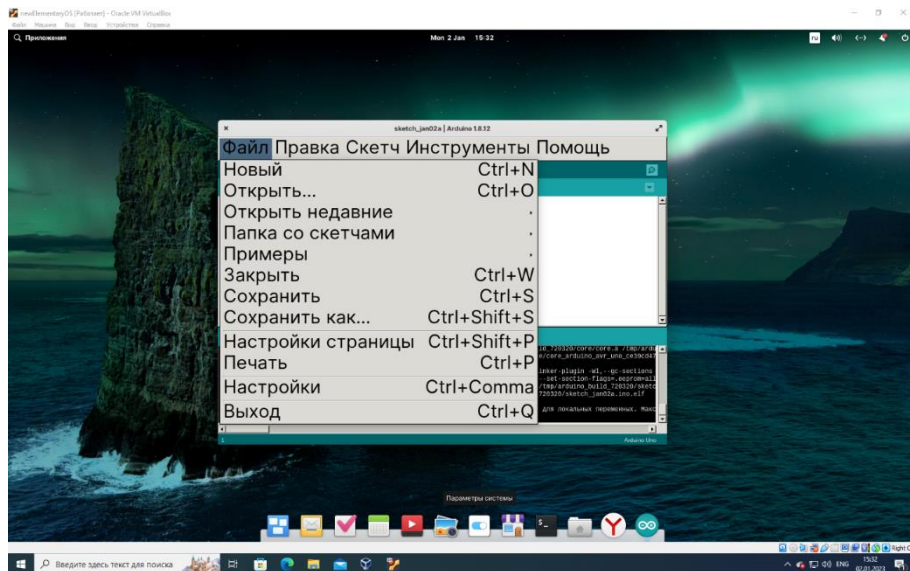 newElementaryOS [Работает] - Oracle VM VirtualBox
Файл Машина Вид Ввод Устройства Справка
Приложения Mon 2 Jan 15:32 ru
sketch_jan02a | Arduino 1.8.12
Файл Правка Скетч Инструменты Помощь
Новый Ctrl+N
Открыть... Ctrl+O
Открыть недавние
Папка со скетчами
Примеры
Закрыть Ctrl+W
Сохранить Ctrl+S
Сохранить как... Ctrl+Shift+S
Настройки страницы Ctrl+Shift+P
Печать Ctrl+P
Настройки Ctrl+Comma
Выход Ctrl+Q
для локальных переменных.
1 Arduino Uno
Параметры системы
Right C
Введите здесь текст для поиска ENG 15:32
02.01.2023